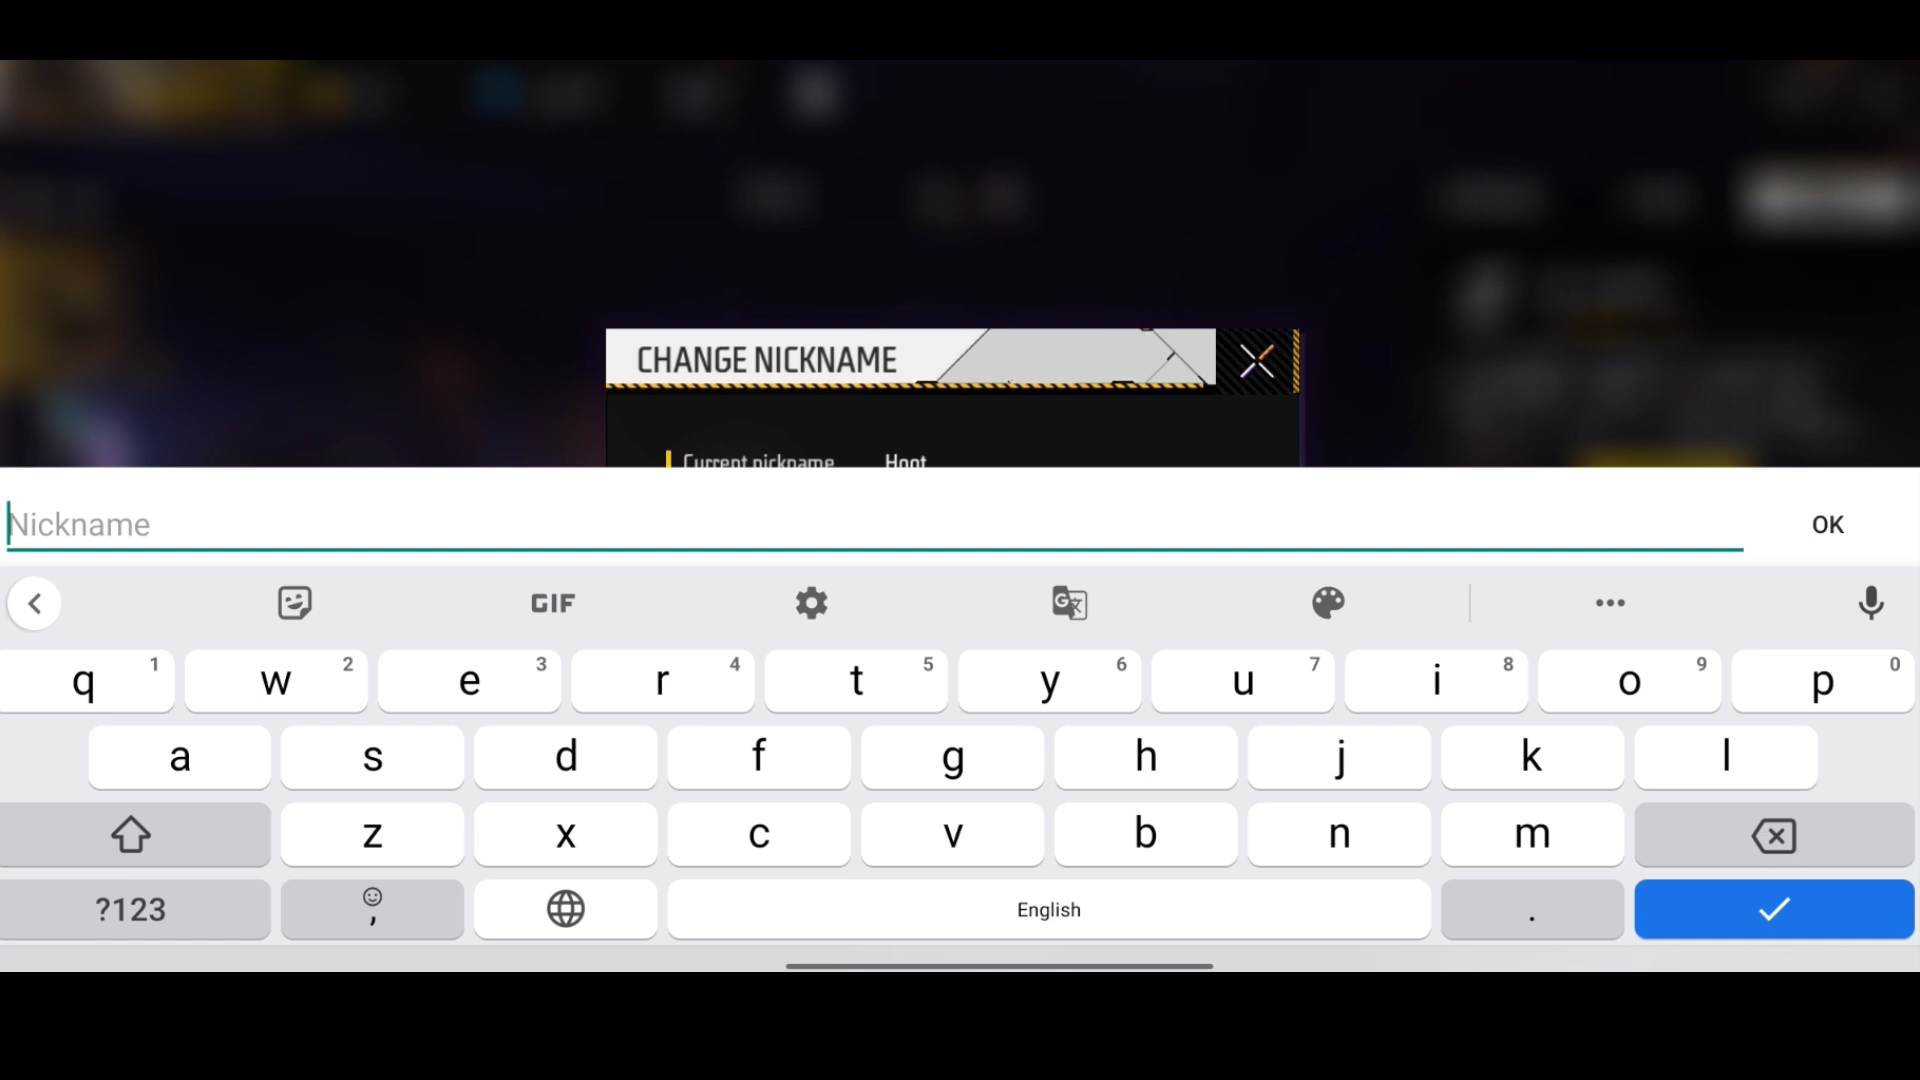 CHANGE NICKNAME
Current nickname Hoot
Nickname OK
GIF
q 1 w 2 e 3 r 4 t 5 y 6 u 7 i 8 o 9 p 0
a s d f g h j k l
z x c v b n m
?123 , English .